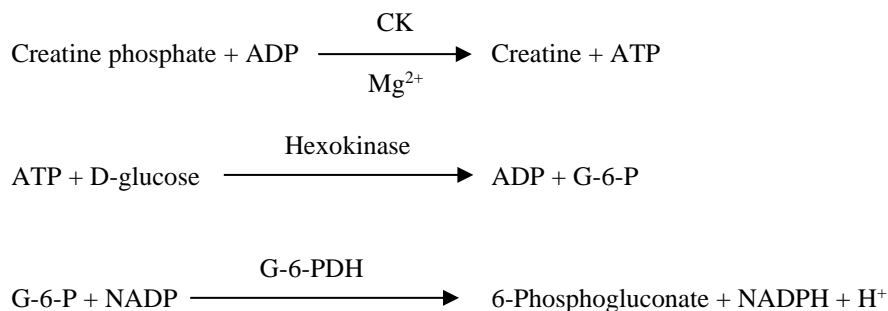 CK
Creatine phosphate + ADP Creatine + ATP
Mg²⁺
Hexokinase
ATP + D-glucose ADP + G-6-P
G-6-PDH
G-6-P + NADP 6-Phosphogluconate + NADPH + H⁺